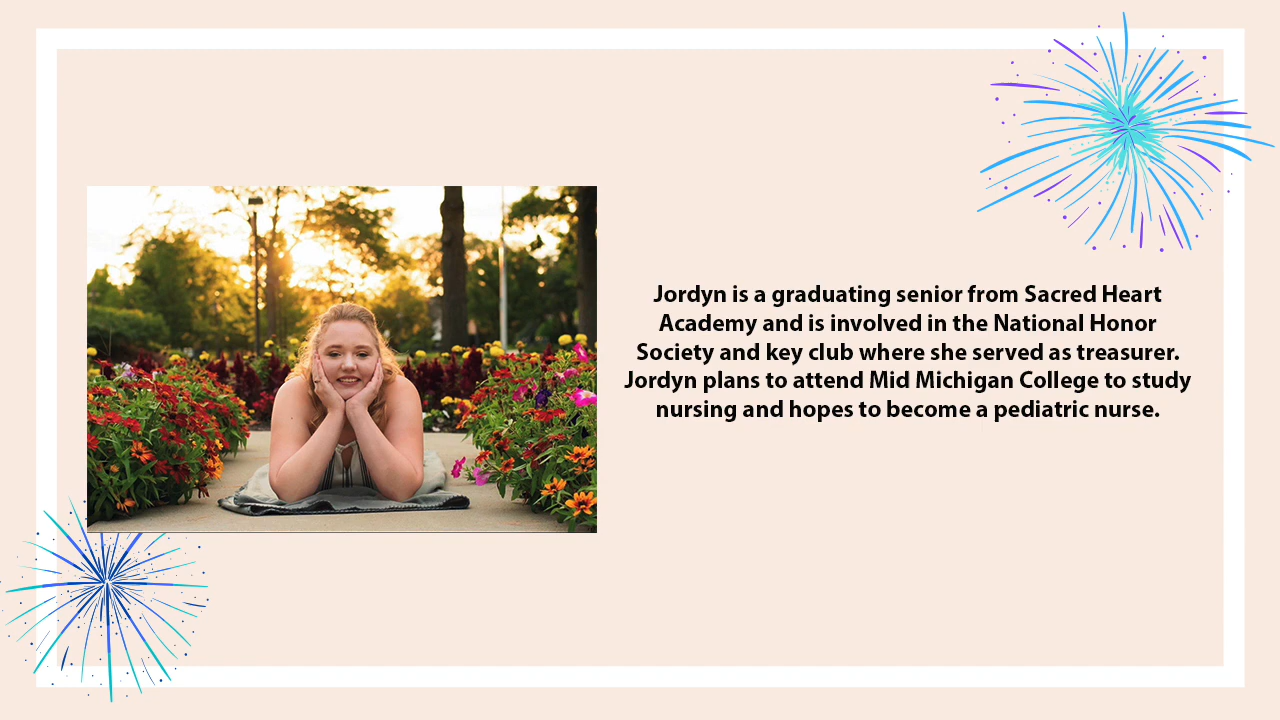 Jordyn is a graduating senior from Sacred Heart
Academy and is involved in the National Honor
Society and key club where she served as treasurer.
Jordyn plans to attend Mid Michigan College to study
nursing and hopes to become a pediatric nurse.